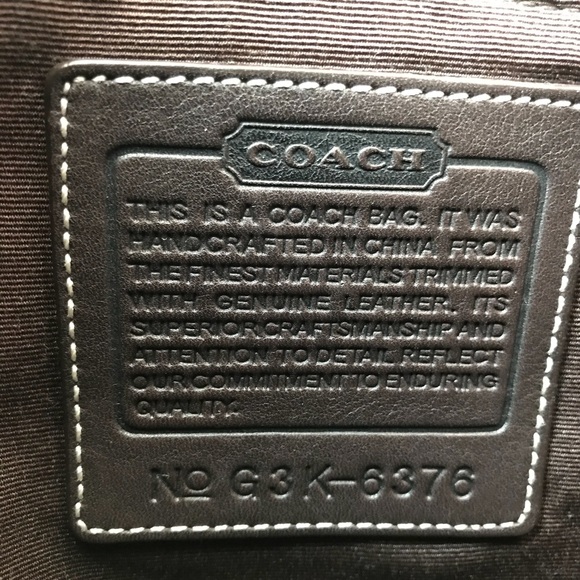 COACH
THIS IS A COACH BAG. IT WAS
HANDCRAFTED IN CHINA FROM
THE FINEST MATERIALS TRIMMED
WITH GENUINE LEATHER. ITS
SUPERIOR CRAFTSMANSHIP AND
ATTENTION TO DETAIL REFLECT
OUR COMMITMENT TO ENDURING
QUALITY.
NO G3K-6376